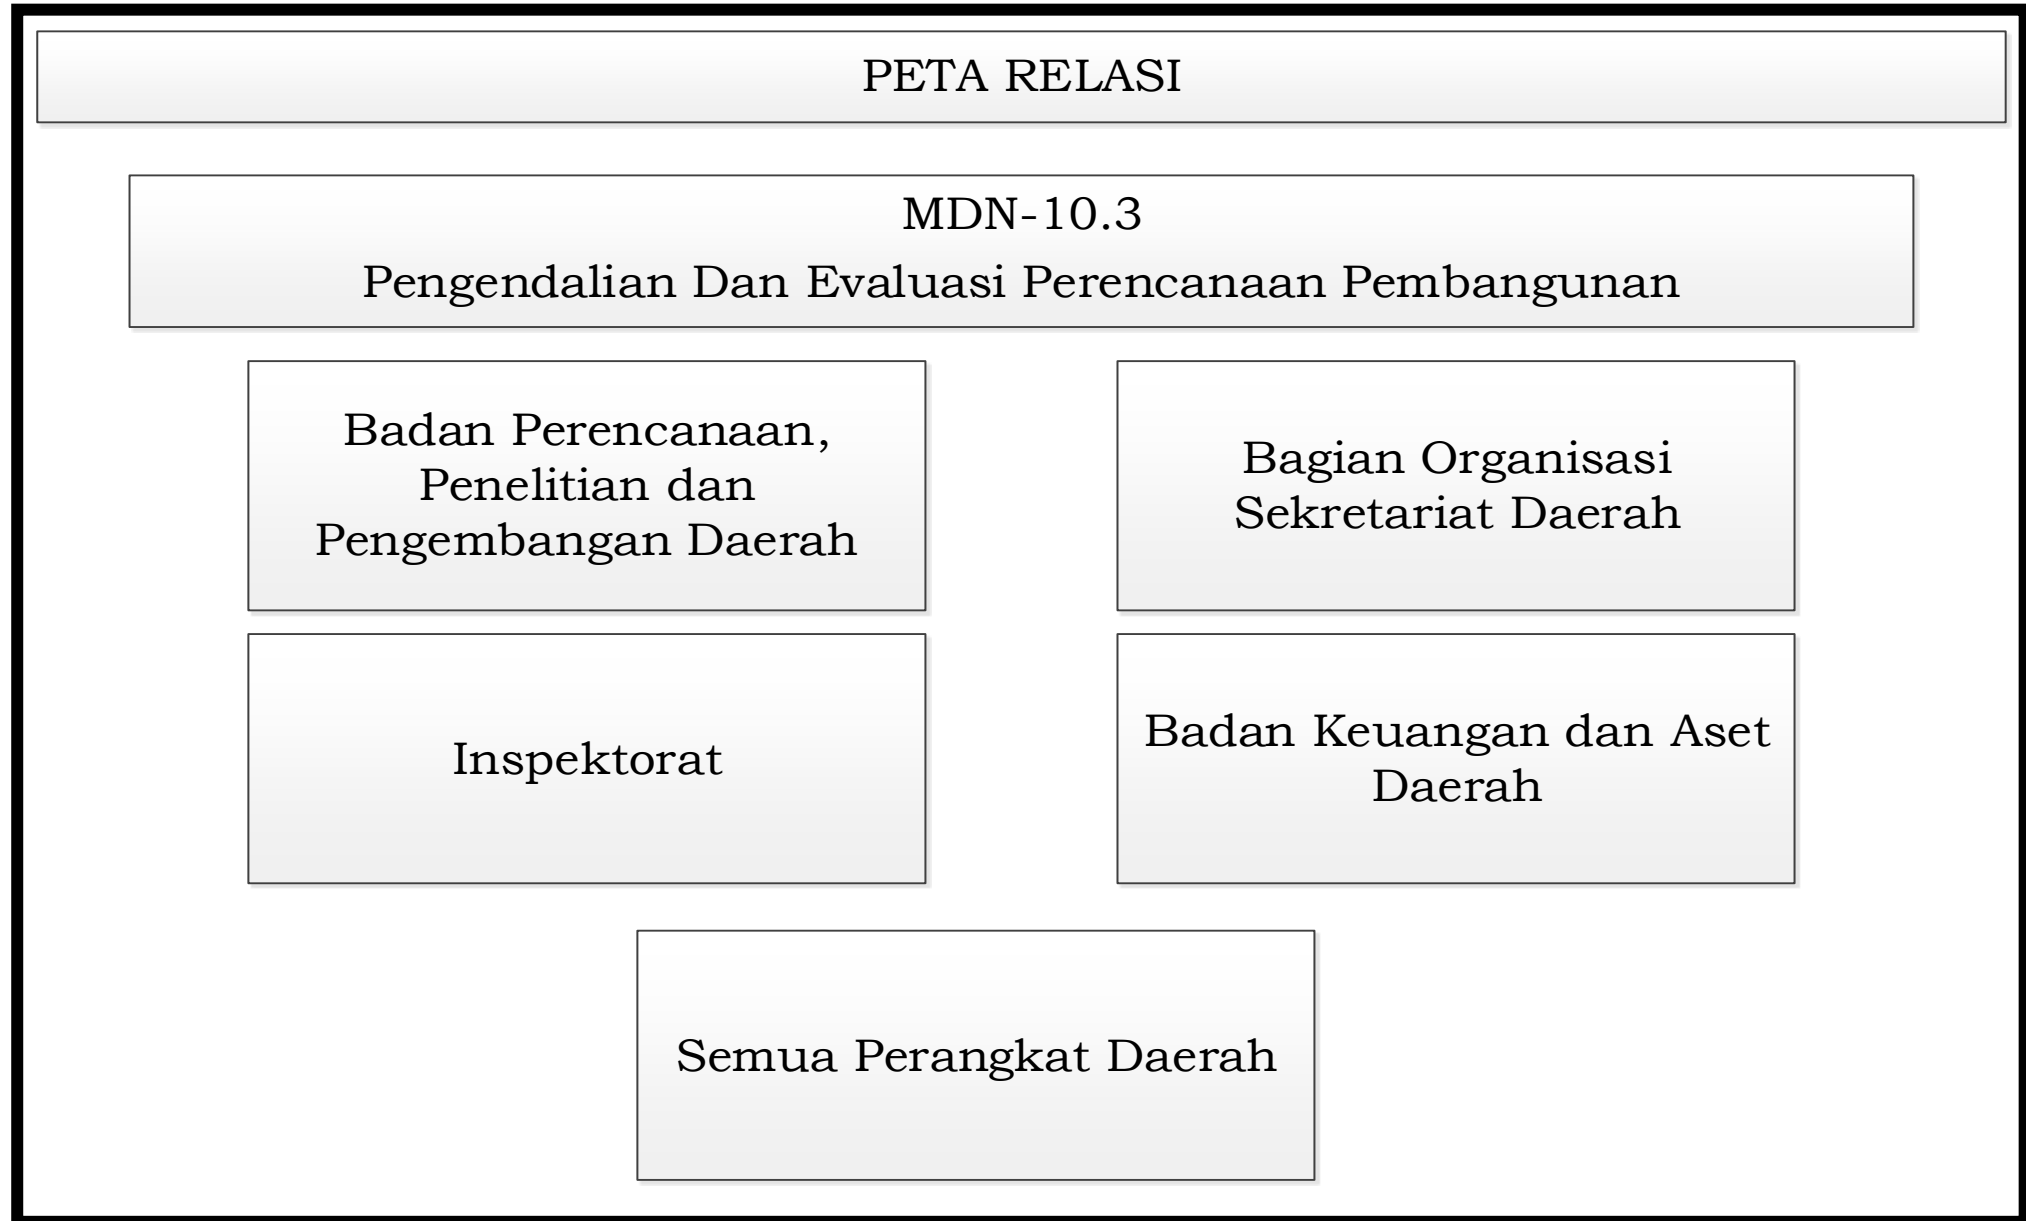 PETA RELASI
MDN-10.3
Pengendalian Dan Evaluasi Perencanaan Pembangunan
Badan Perencanaan,
Penelitian dan
Pengembangan Daerah
Bagian Organisasi
Sekretariat Daerah
Inspektorat
Badan Keuangan dan Aset
Daerah
Semua Perangkat Daerah